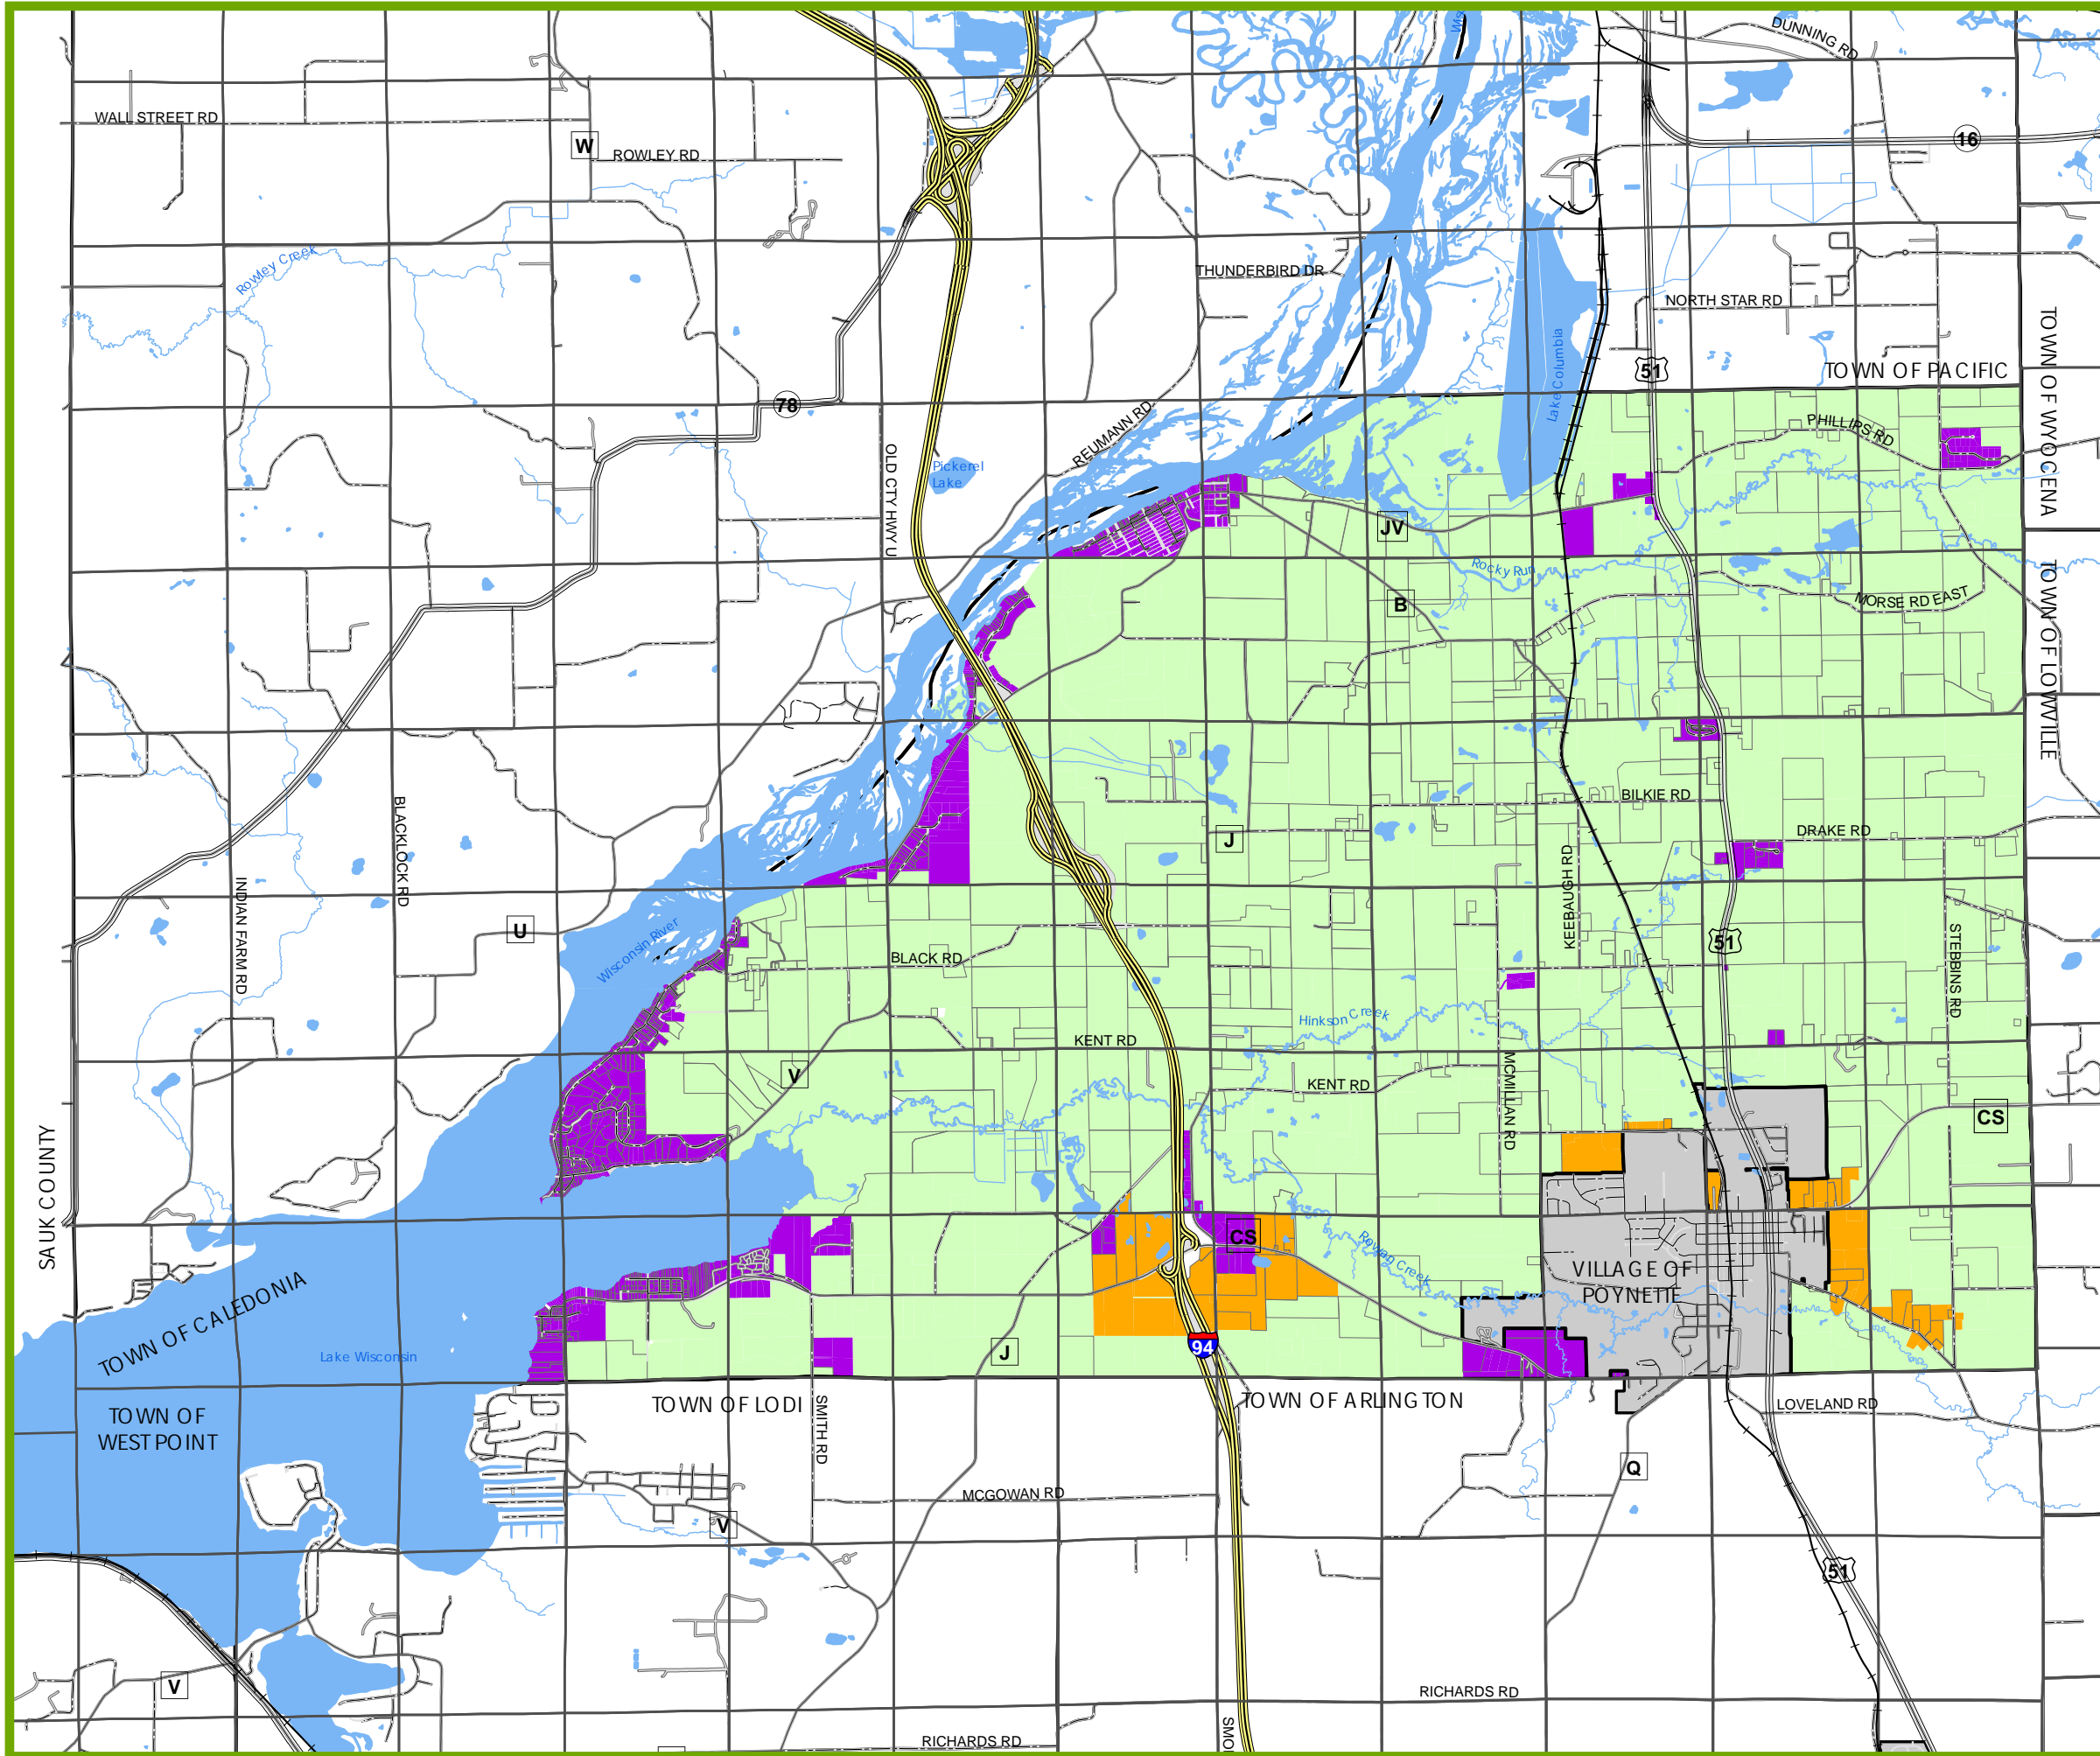 DUNNING RD
WALL STREET RD
16
W
ROWLEY RD
Rowley Creek
THUNDERBIRD DR
NORTH STAR RD
Lake Columbia
51
TOWN OF PACIFIC
TOWN OF WYOCENA
78
REUMANN RD
PHILLIPS RD
OLD CTY HWY U
Pickerel
Lake
JV
Rocky Run
B
MORSE RD EAST
TOWN OF LOWVILLE
BLACKLOCK RD
BILKIE RD
J
DRAKE RD
KEEBAUGH RD
INDIAN FARM RD
U
Wisconsin River
BLACK RD
51
STEBBINS RD
Hinkson Creek
KENT RD
V
KENT RD
MCMILLAN RD
CS
SAUK COUNTY
CS
Rowan Creek
VILLAGE OF
POYNETTE
TOWN OF CALEDONIA
Lake Wisconsin
J
94
TOWN OF
WEST POINT
TOWN OF LODI
SMITH RD
TOWN OF ARLINGTON
LOVELAND RD
Q
MCGOWAN RD
V
51
V
RICHARDS RD
RICHARDS RD